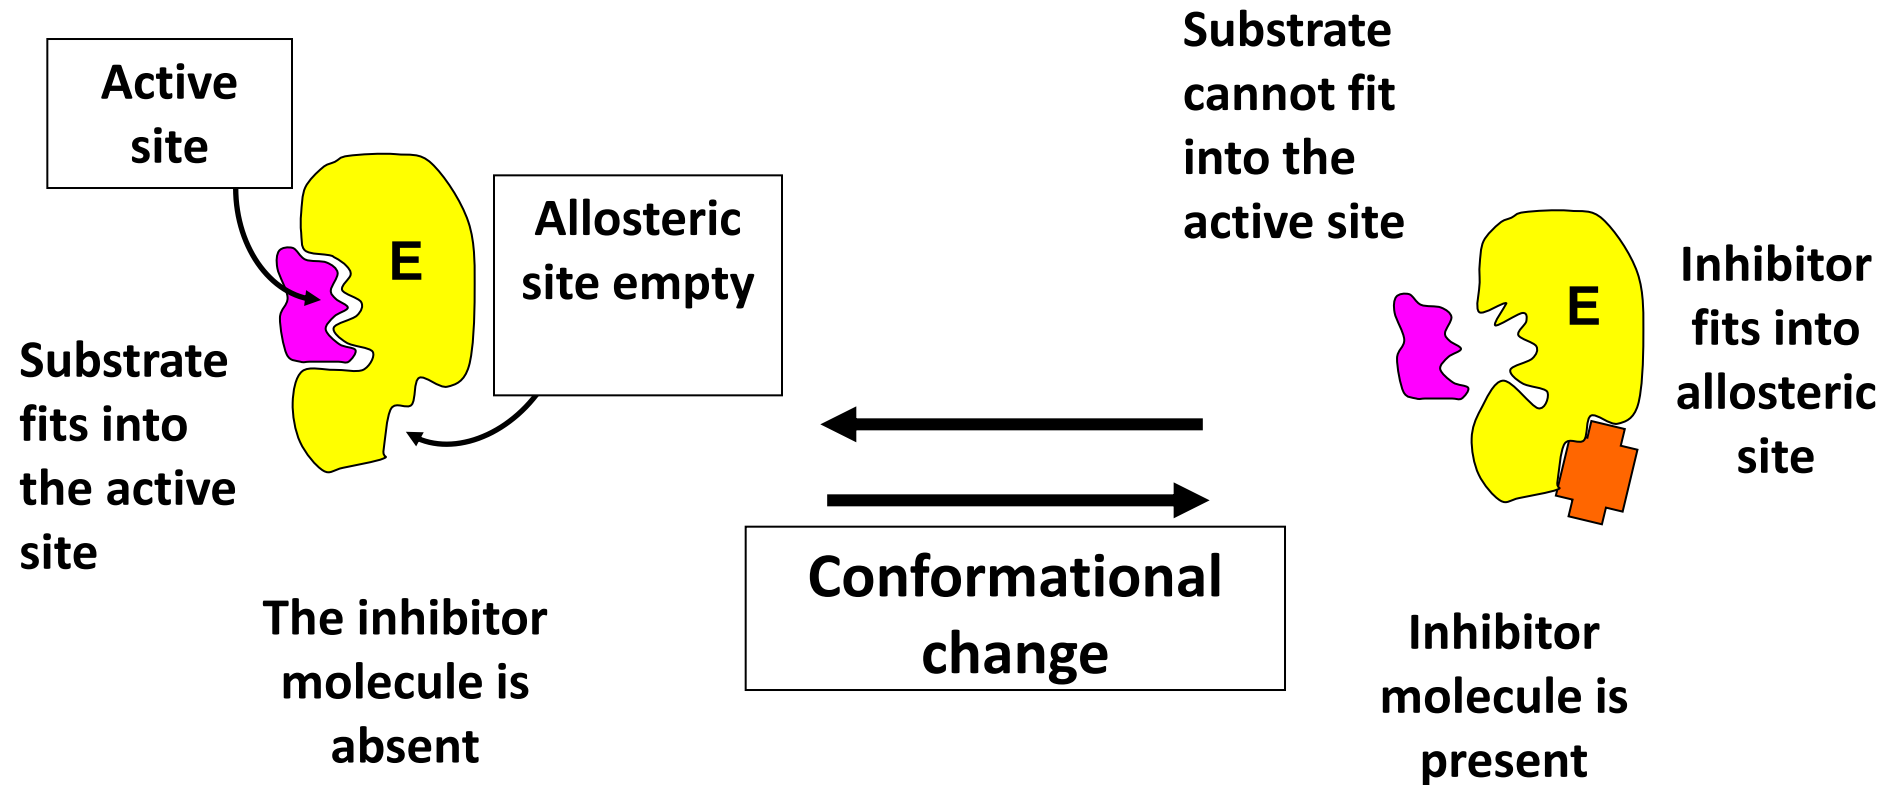 Active
site
E
Allosteric
site empty
Substrate
fits into
the active
site
The inhibitor
molecule is
absent
Conformational
change
Substrate
cannot fit
into the
active site
E
Inhibitor
fits into
allosteric
site
Inhibitor
molecule is
present